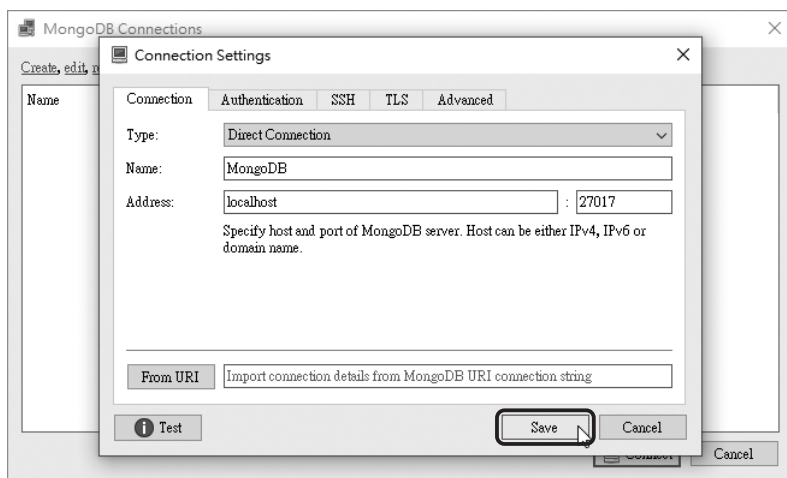 MongoDB Connections
Connection Settings
Create, edit,
Name
Connection Authentication SSH TLS Advanced
Type: Direct Connection
Name: MongoDB
Address: localhost : 27017
Specify host and port of MongoDB server. Host can be either IPv4, IPv6 or
domain name.
From URI Import connection details from MongoDB URI connection string
Test Save Cancel
Connect Cancel